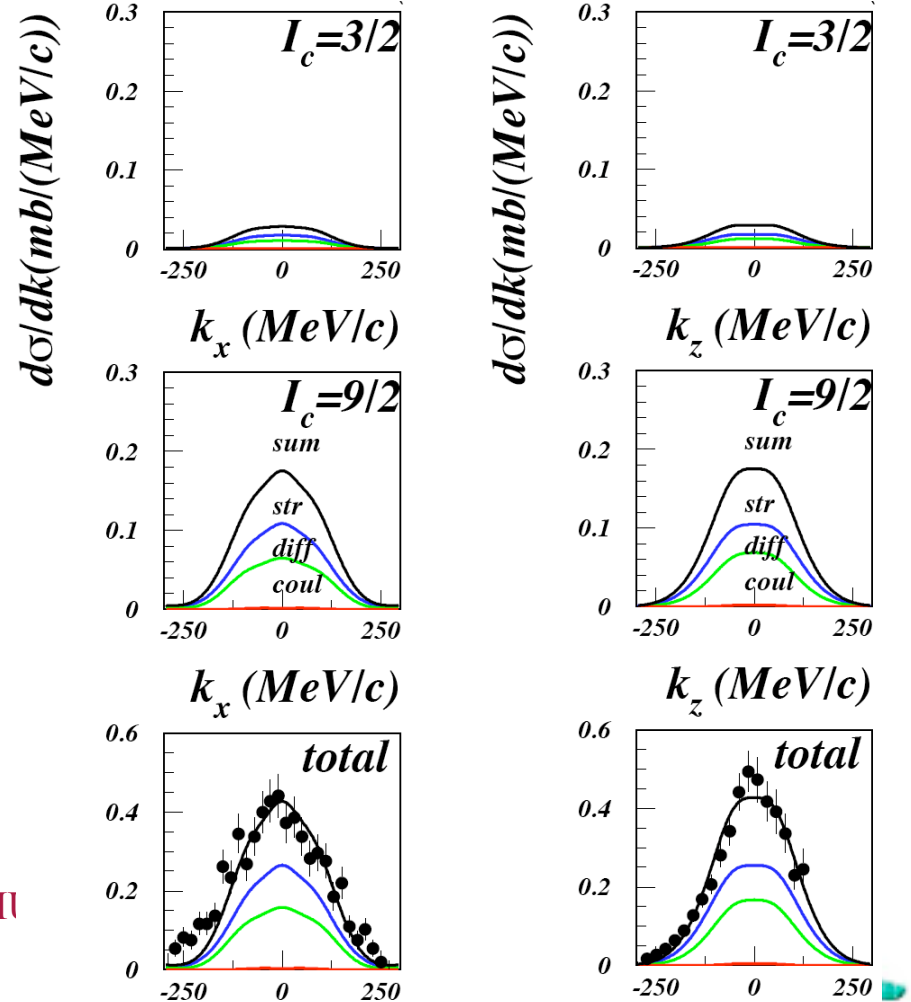 dσ/dk(mb/(MeV/c))
0.3
0.2
0.1
0
I_c=3/2
-250 0 250
k_x (MeV/c)
0.3
0.2
0.1
0
I_c=9/2
sum
str
diff
coul
-250 0 250
k_x (MeV/c)
0.6
0.4
0.2
0
total
-250 0 250
dσ/dk(mb/(MeV/c))
0.3
0.2
0.1
0
I_c=3/2
-250 0 250
k_z (MeV/c)
0.3
0.2
0.1
0
I_c=9/2
sum
str
diff
coul
-250 0 250
k_z (MeV/c)
0.6
0.4
0.2
0
total
-250 0 250